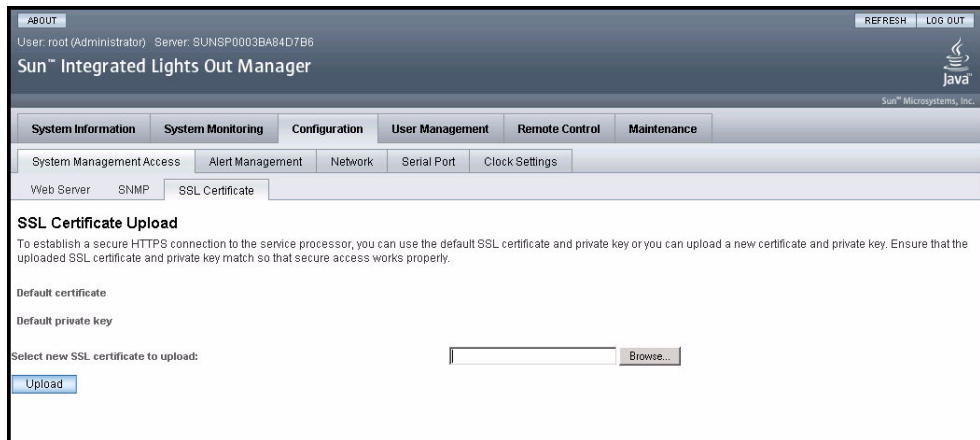 ABOUT
REFRESH LOG OUT
User: root (Administrator) Server: SUNSP0003BA84D7B6
Sun™ Integrated Lights Out Manager
Java™
Sun™ Microsystems, Inc.
System Information System Monitoring Configuration User Management Remote Control Maintenance
System Management Access Alert Management Network Serial Port Clock Settings
Web Server SNMP SSL Certificate
SSL Certificate Upload
To establish a secure HTTPS connection to the service processor, you can use the default SSL certificate and private key or you can upload a new certificate and private key. Ensure that the
uploaded SSL certificate and private key match so that secure access works properly.
Default certificate
Default private key
Select new SSL certificate to upload:
Browse...
Upload